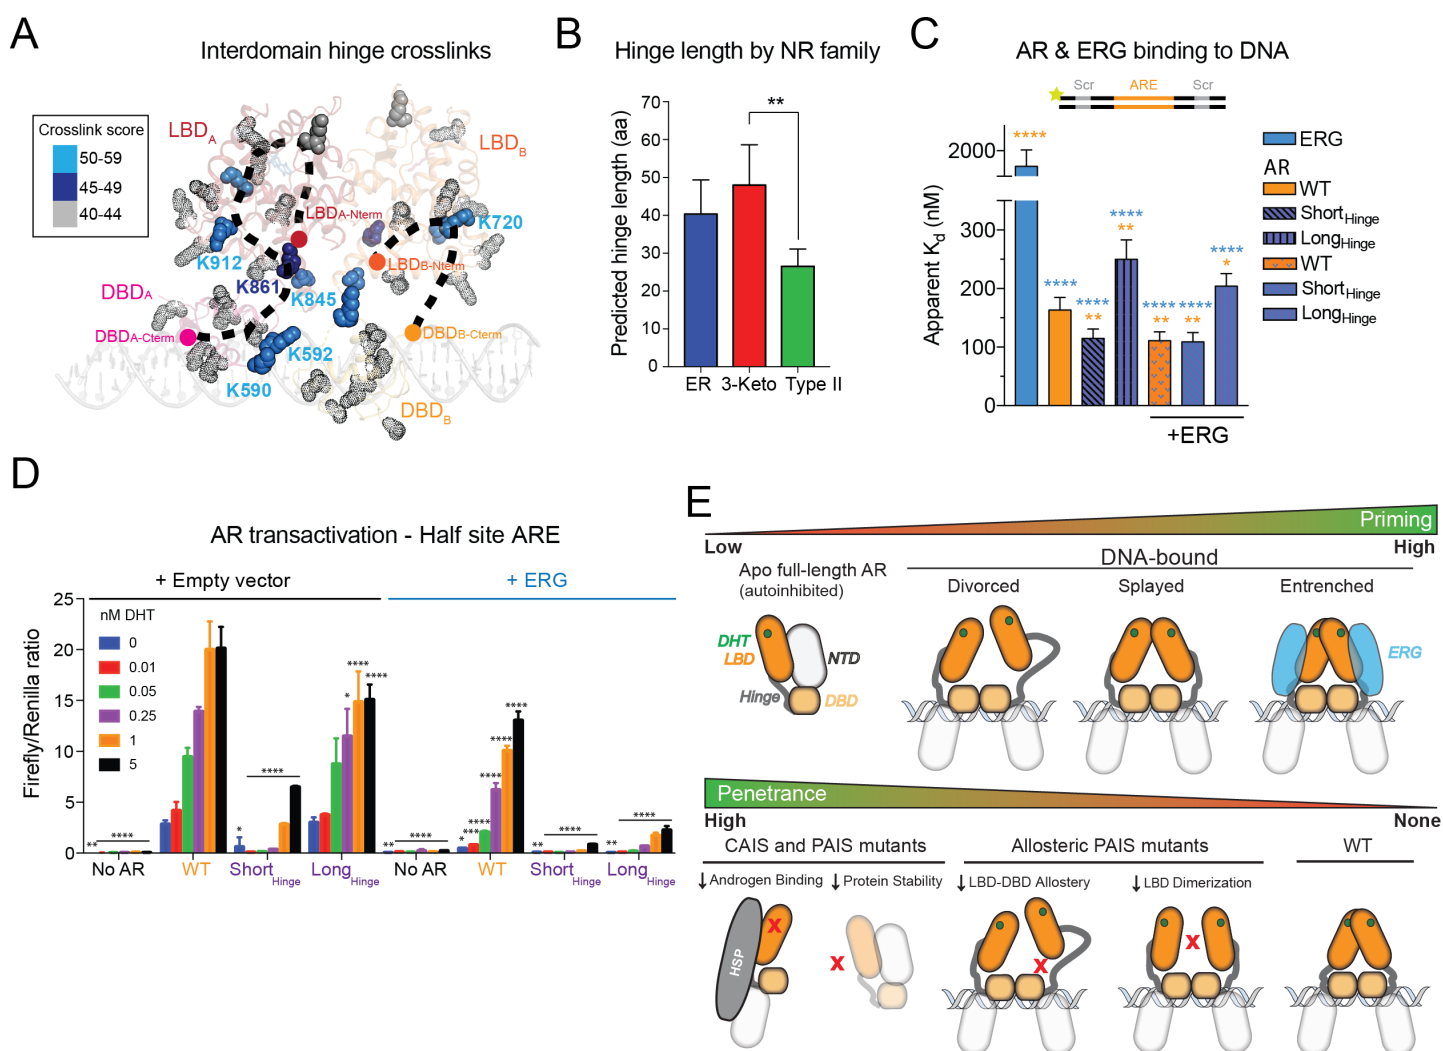 A
Interdomain hinge crosslinks
Crosslink score
50-59
45-49
40-44
LBDA
LBDB
LBDA-Nterm
K720
K912
LBDB-Nterm
K861
K845
DBDA
DBDA-Cterm
DBDB-Cterm
K592
K590
DBDB
B
Hinge length by NR family
Predicted hinge length (aa)
70
60
50
40
30
20
10
0
**
ER
3-Keto
Type II
C
AR & ERG binding to DNA
Scr
ARE
Scr
Apparent Kd (nM)
2000
300
200
100
0
****
****
****
**
****
**
****
**
****
**
****
*
+ERG
ERG
AR
WT
ShortHinge
LongHinge
WT
ShortHinge
LongHinge
D
AR transactivation - Half site ARE
+ Empty vector
+ ERG
Firefly/Renilla ratio
25
20
15
10
5
0
nM DHT
0
0.01
0.05
0.25
1
5
**
****
*
****
*
****
****
**
****
*
****
****
****
****
****
**
****
**
****
No AR
WT
ShortHinge
LongHinge
No AR
WT
ShortHinge
LongHinge
E
Priming
Low
High
Apo full-length AR
(autoinhibited)
DNA-bound
Divorced
Splayed
Entrenched
DHT
LBD
NTD
Hinge
DBD
ERG
Penetrance
High
None
CAIS and PAIS mutants
Allosteric PAIS mutants
WT
↓Androgen Binding
↓Protein Stability
↓LBD-DBD Allostery
↓LBD Dimerization
HSP
X
X
X
X